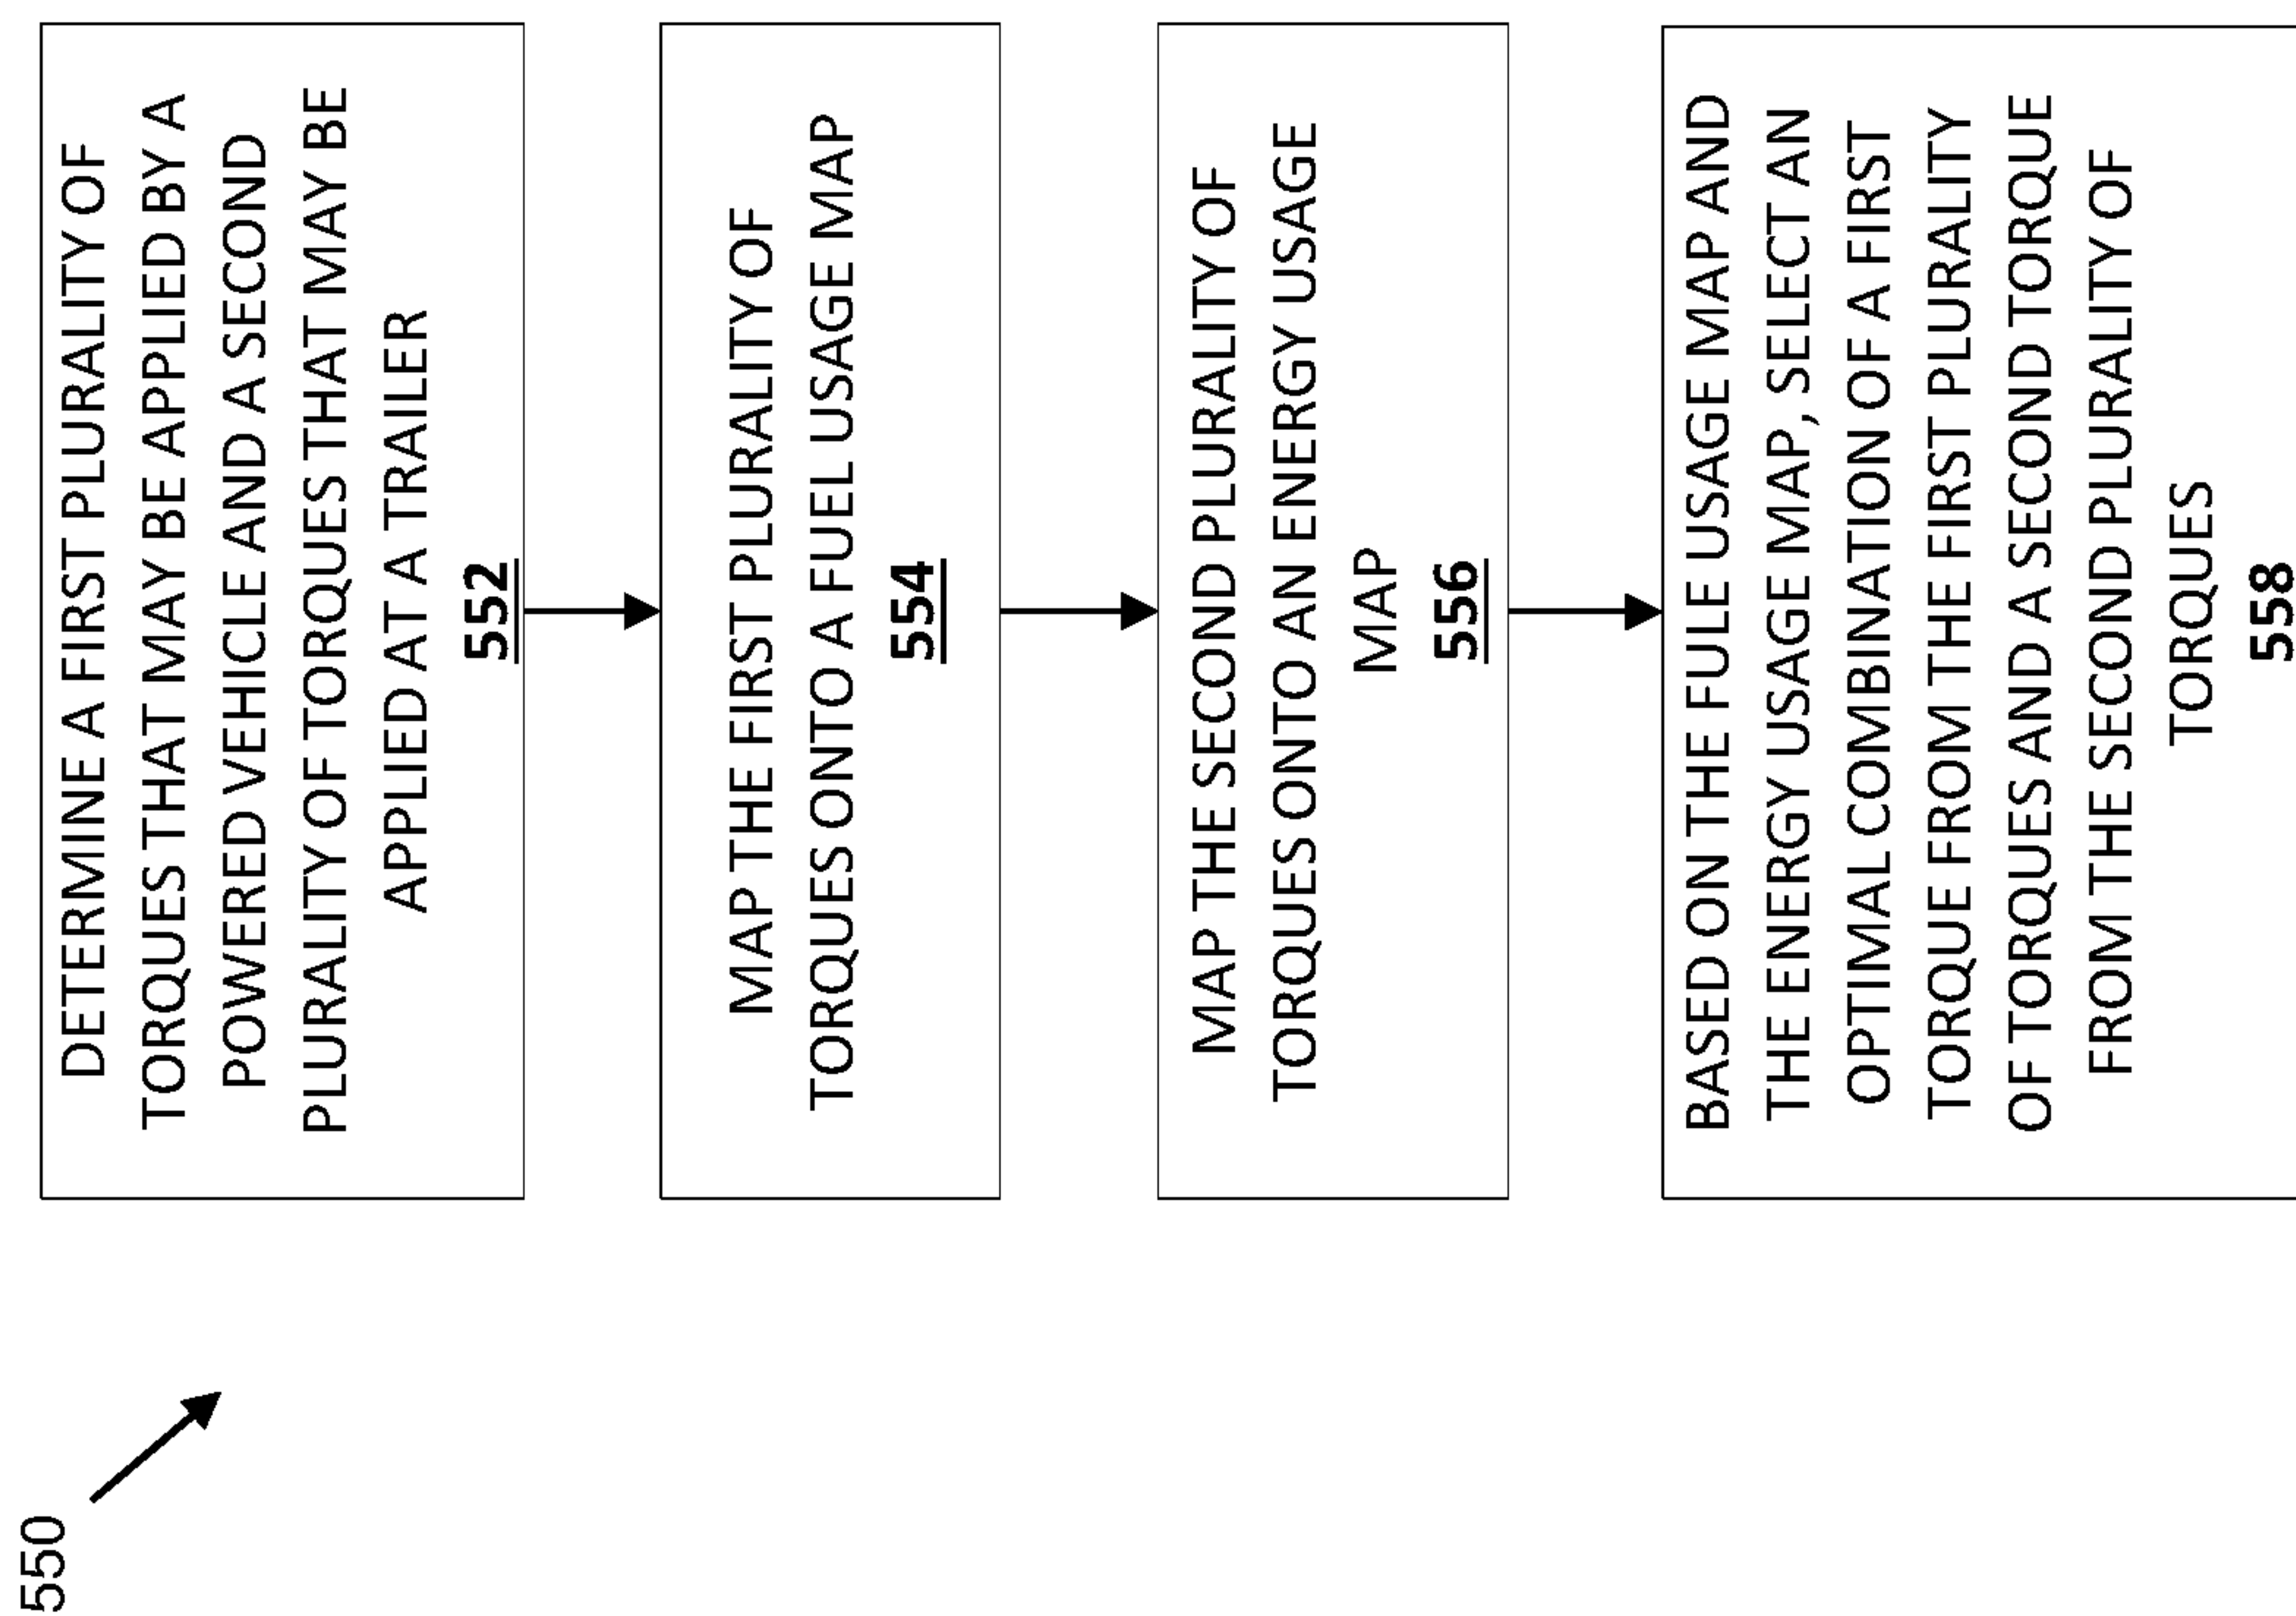 550
DETERMINE A FIRST PLURALITY OF
TORQUES THAT MAY BE APPLIED BY A
POWERED VEHICLE AND A SECOND
PLURALITY OF TORQUES THAT MAY BE
APPLIED AT A TRAILER
552
MAP THE FIRST PLURALITY OF
TORQUES ONTO A FUEL USAGE MAP
554
MAP THE SECOND PLURALITY OF
TORQUES ONTO AN ENERGY USAGE
MAP
556
BASED ON THE FULE USAGE MAP AND
THE ENERGY USAGE MAP, SELECT AN
OPTIMAL COMBINATION OF A FIRST
TORQUE FROM THE FIRST PLURALITY
OF TORQUES AND A SECOND TORQUE
FROM THE SECOND PLURALITY OF
TORQUES
558